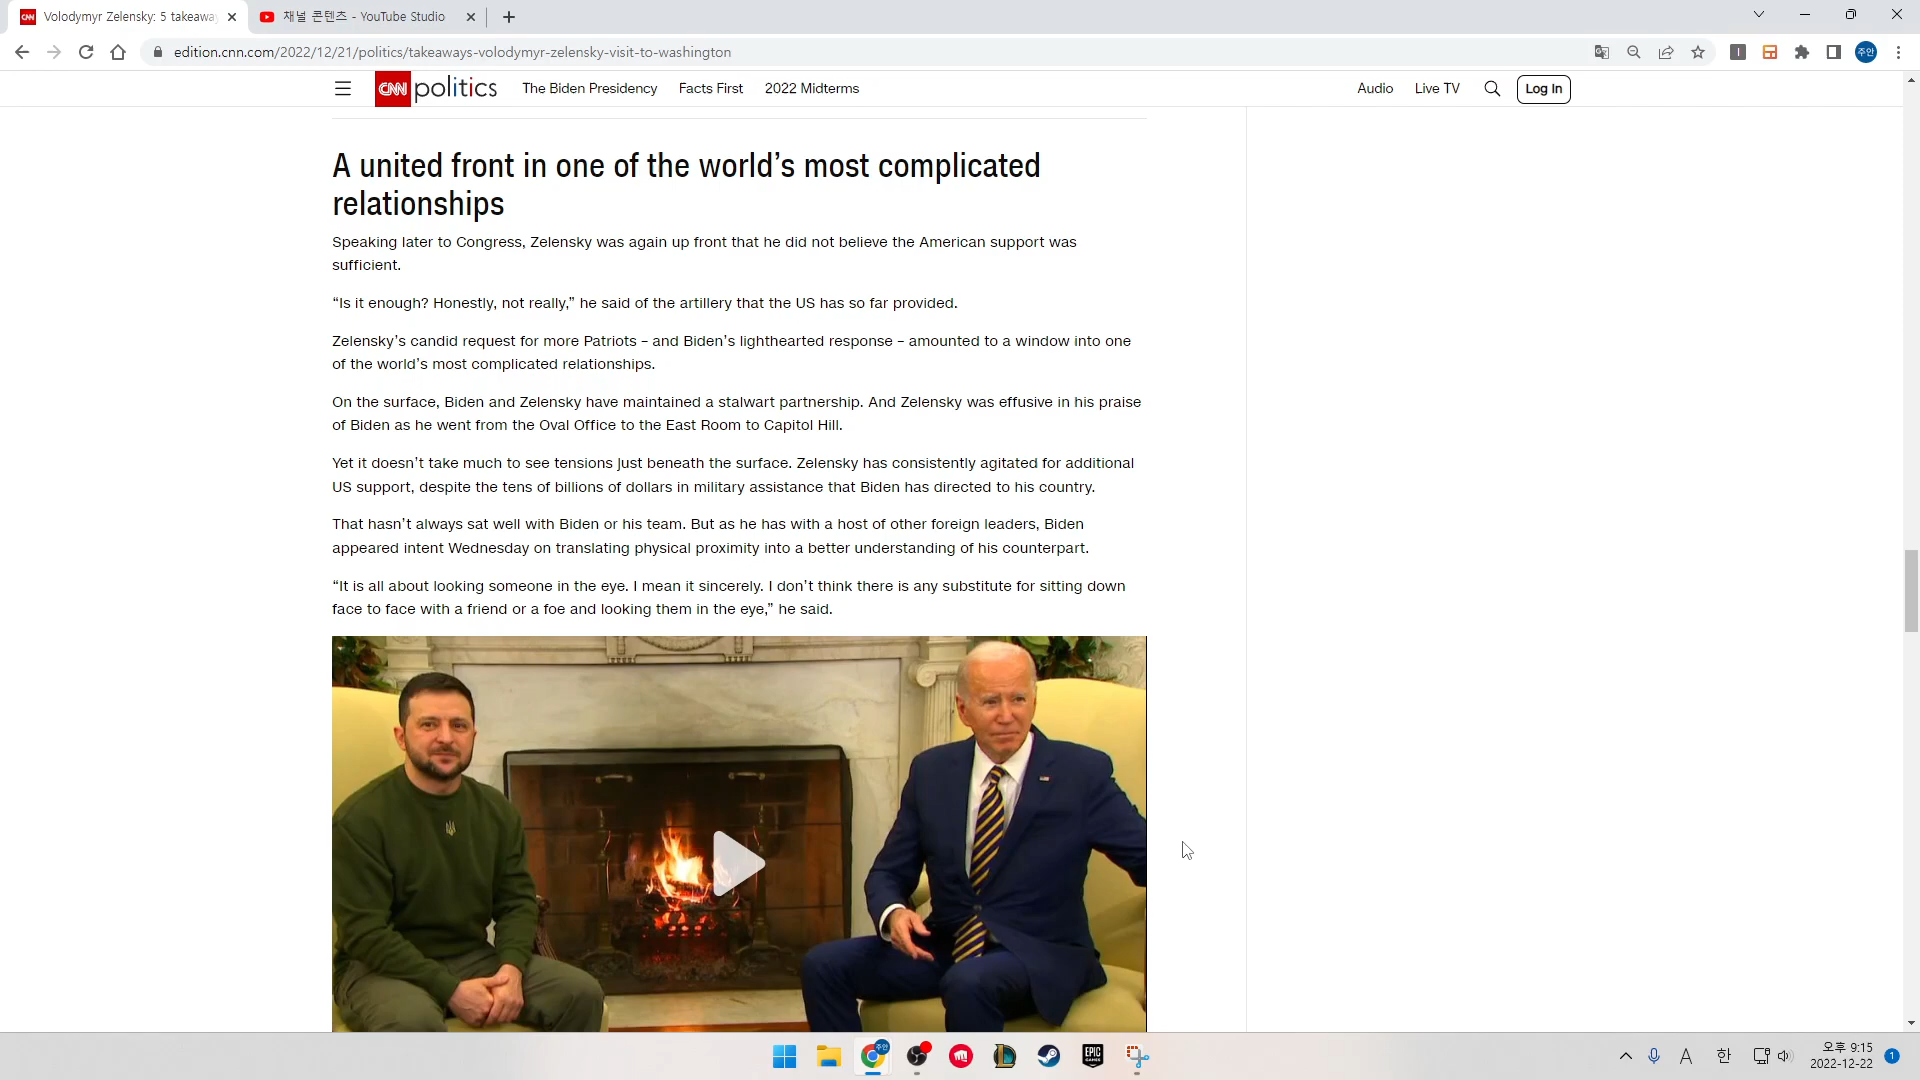 CNN Volodymyr Zelensky: 5 takeaway
채널 콘텐츠 - YouTube Studio
edition.cnn.com/2022/12/21/politics/takeaways-volodymyr-zelensky-visit-to-washington
주안
CNN politics The Biden Presidency Facts First 2022 Midterms Audio Live TV Log In
A united front in one of the world’s most complicated
relationships
Speaking later to Congress, Zelensky was again up front that he did not believe the American support was
sufficient.
“Is it enough? Honestly, not really,” he said of the artillery that the US has so far provided.
Zelensky’s candid request for more Patriots – and Biden’s lighthearted response – amounted to a window into one
of the world’s most complicated relationships.
On the surface, Biden and Zelensky have maintained a stalwart partnership. And Zelensky was effusive in his praise
of Biden as he went from the Oval Office to the East Room to Capitol Hill.
Yet it doesn’t take much to see tensions just beneath the surface. Zelensky has consistently agitated for additional
US support, despite the tens of billions of dollars in military assistance that Biden has directed to his country.
That hasn’t always sat well with Biden or his team. But as he has with a host of other foreign leaders, Biden
appeared intent Wednesday on translating physical proximity into a better understanding of his counterpart.
“It is all about looking someone in the eye. I mean it sincerely. I don’t think there is any substitute for sitting down
face to face with a friend or a foe and looking them in the eye,” he said.
주안
EPIC GAMES
A 한 오후 9:15
2022-12-22 1